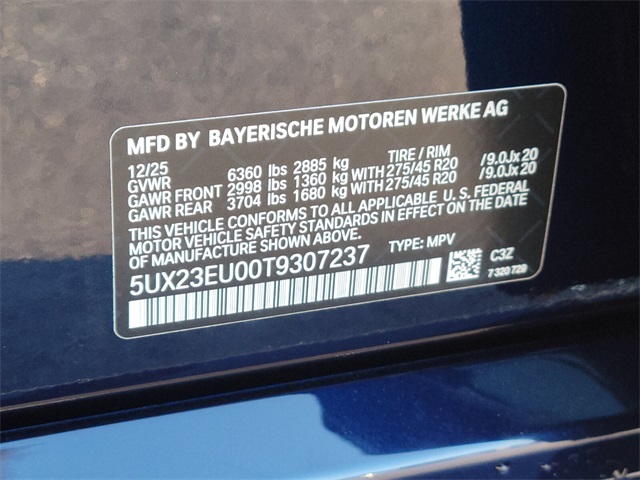 MFD BY BAYERISCHE MOTOREN WERKE AG
12/25 TIRE / RIM
GVWR 6360 lbs 2885 kg
GAWR FRONT 2998 lbs 1360 kg WITH 275/45 R20 /9.0Jx20
GAWR REAR 3704 lbs 1680 kg WITH 275/45 R20 /9.0Jx20
THIS VEHICLE CONFORMS TO ALL APPLICABLE U.S. FEDERAL
MOTOR VEHICLE SAFETY STANDARDS IN EFFECT ON THE DATE
OF MANUFACTURE SHOWN ABOVE.
5UX23EU00T9307237 TYPE: MPV
C3Z
7 320 720